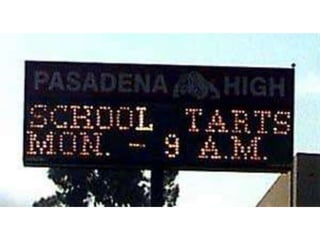 PASADENA HIGH
SCHOOL TARTS
MON. - 9 A.M.